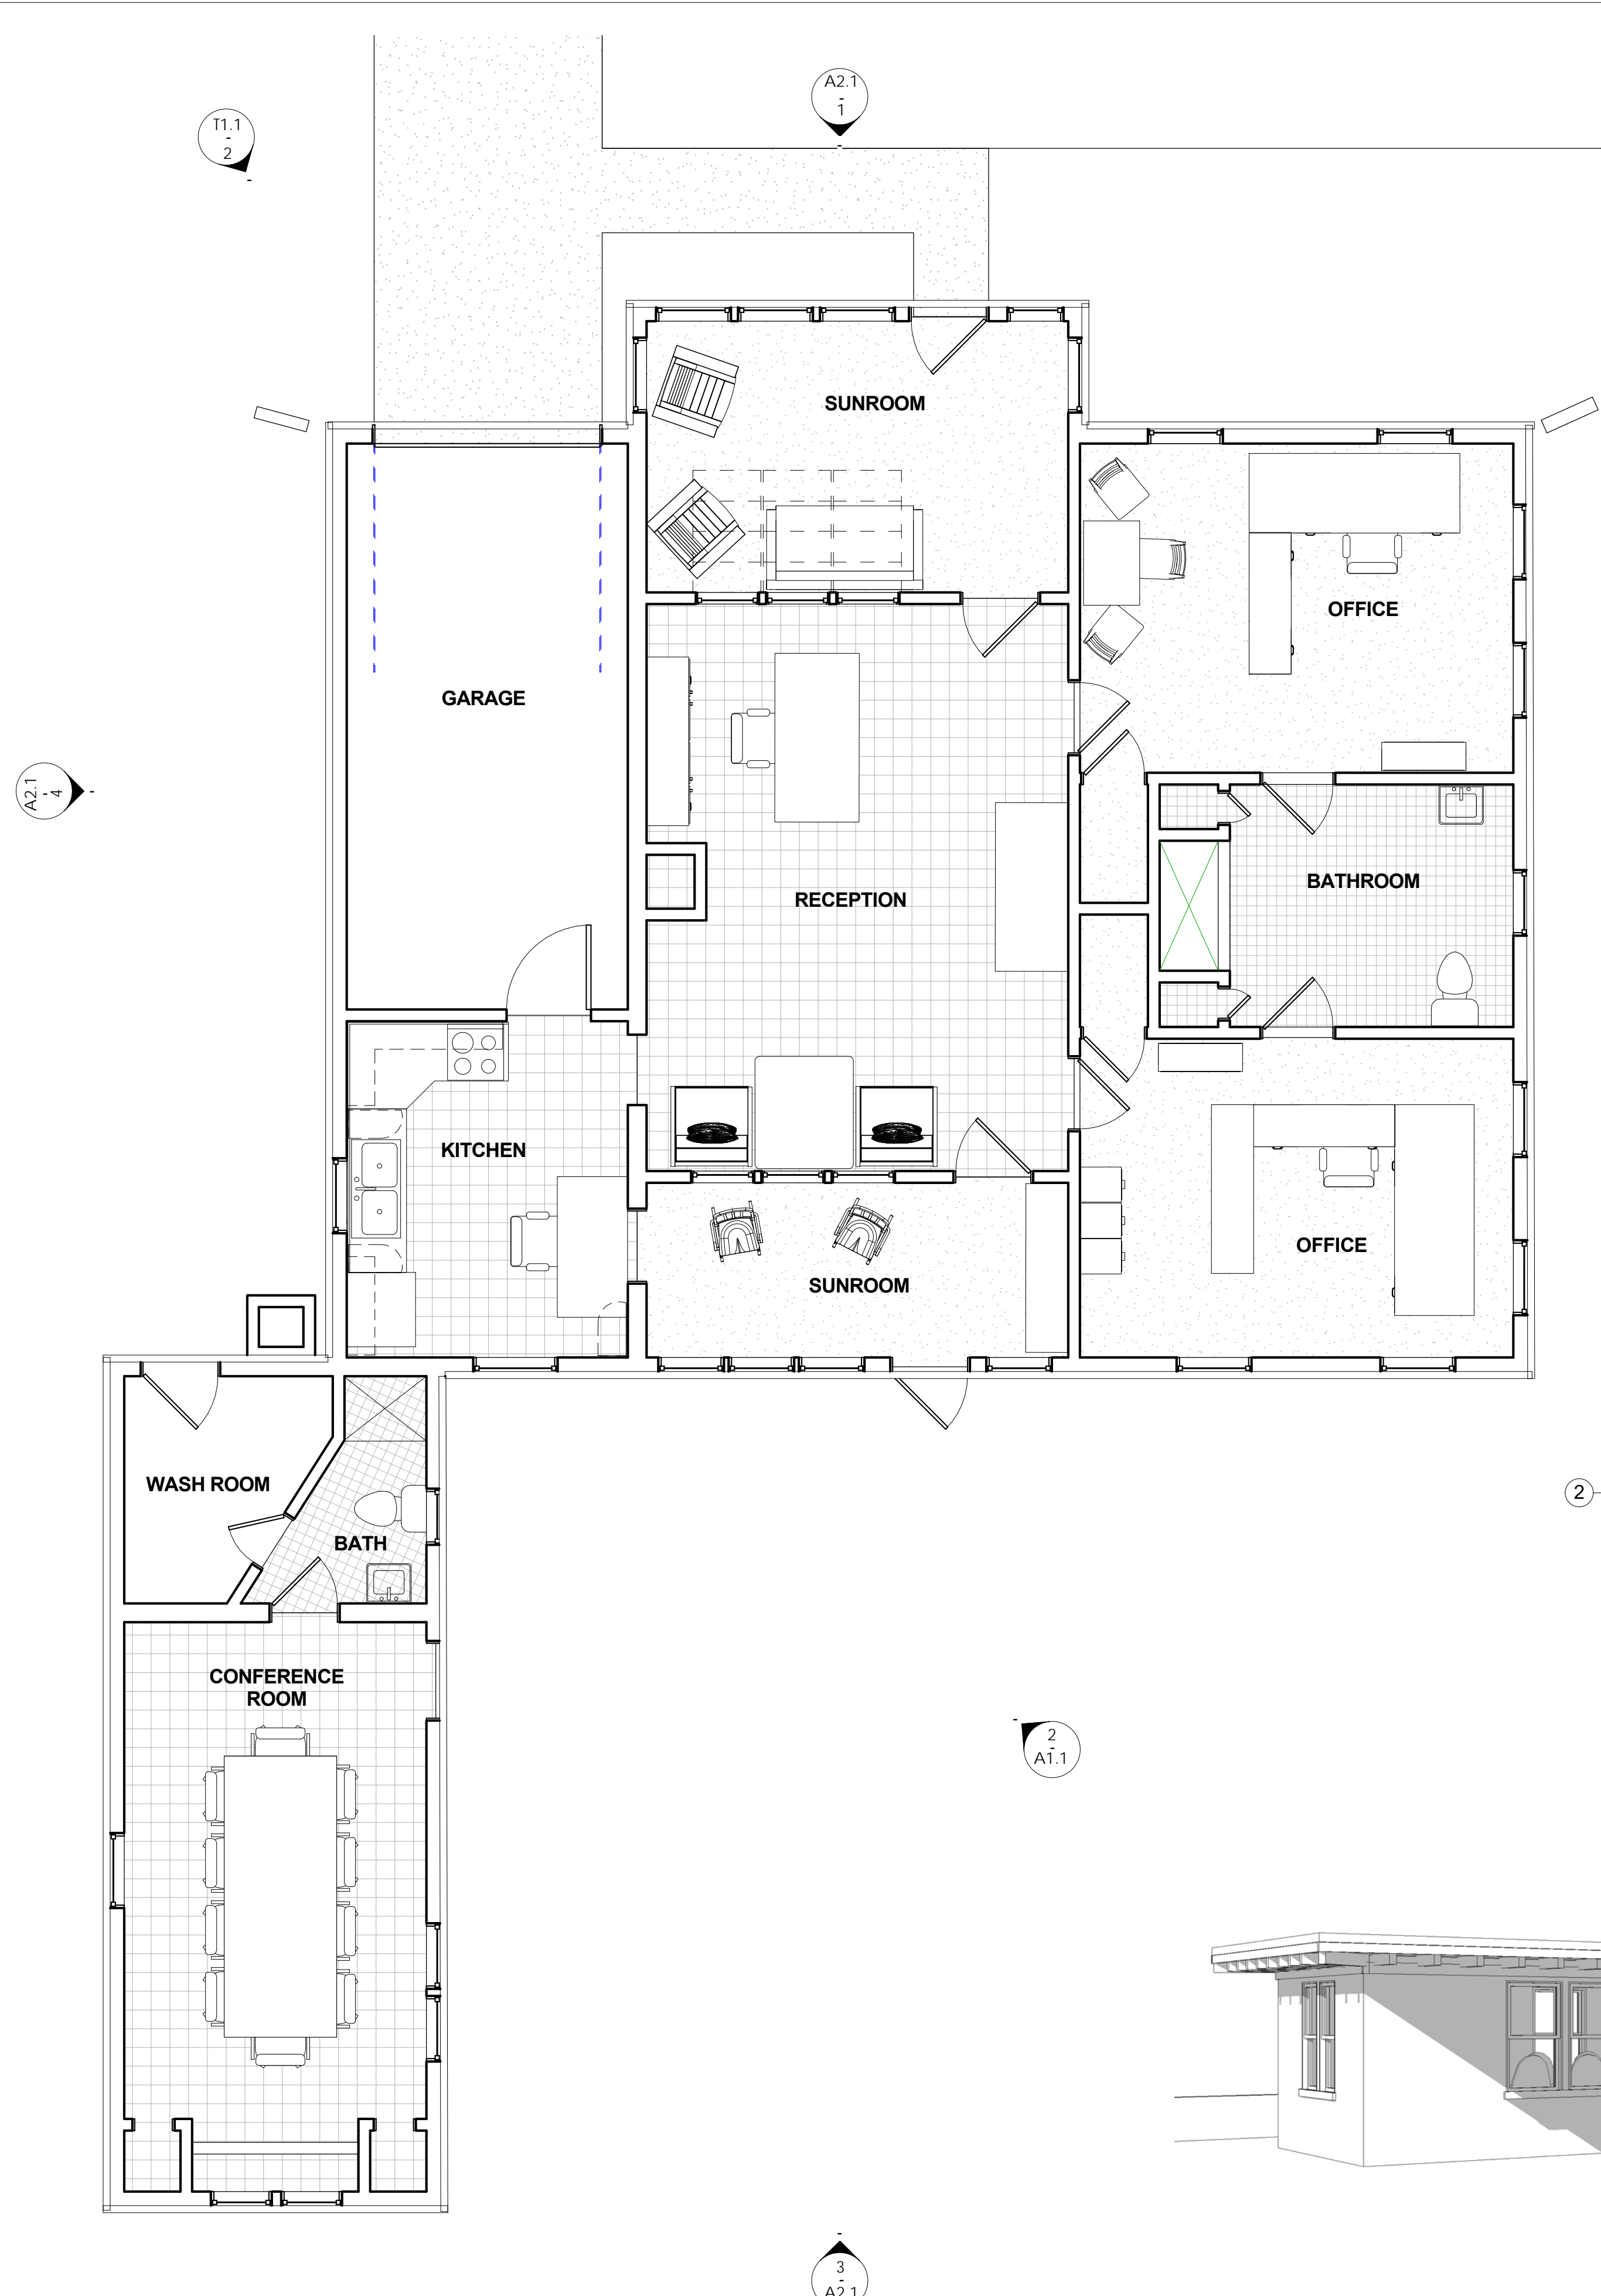 A2.1
-
1
-
T1.1
-
2
-
SUNROOM
OFFICE
GARAGE
A2.1
-
4
-
BATHROOM
RECEPTION
KITCHEN
OFFICE
SUNROOM
WASH ROOM
2
BATH
CONFERENCE
ROOM
-
2
-
A1.1
-
3
-
A2.1